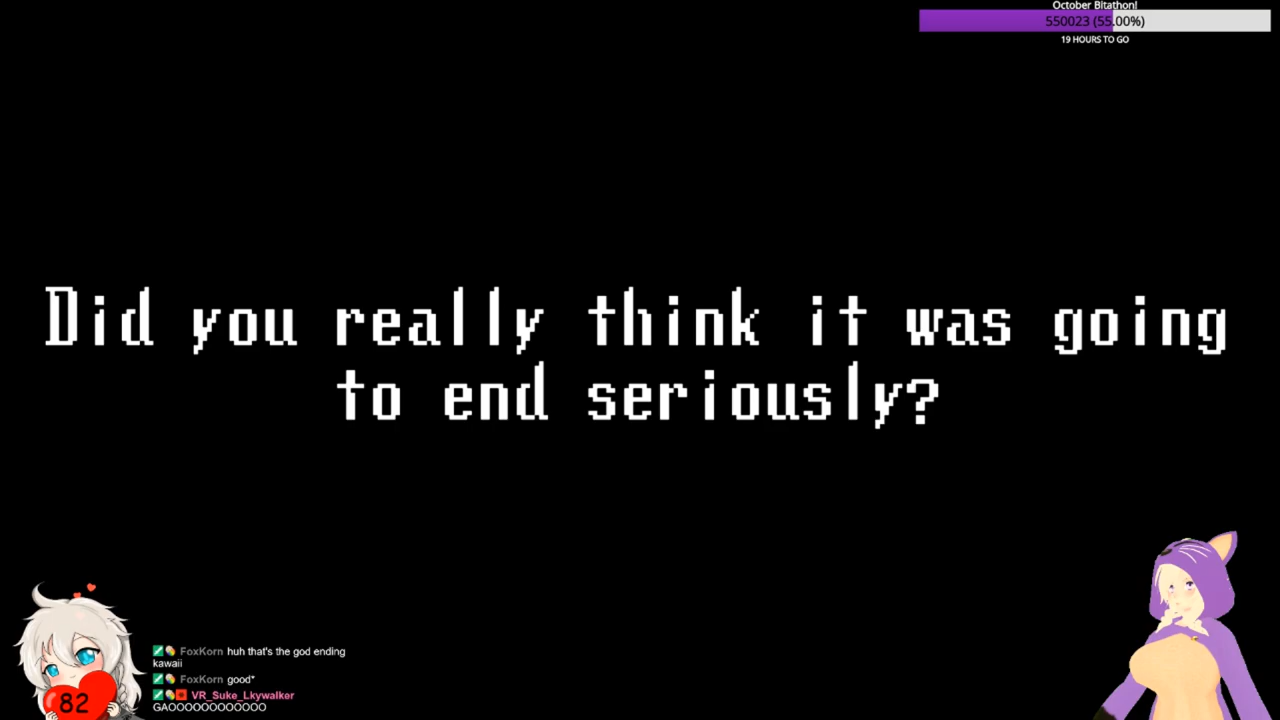 October Bitathon!
550023 (55.00%)
19 HOURS TO GO
Did you really think it was going
to end seriously?
FoxKorn huh that's the god ending
kawaii
FoxKorn good*
VR_Suke_Lkywalker
GAOOOOOOOOOOOO
82